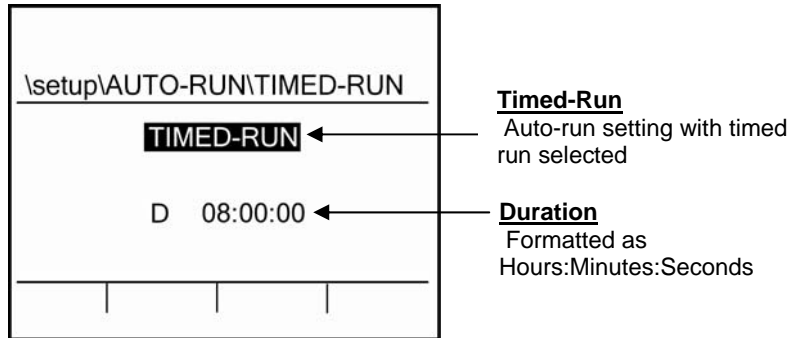 \setup\AUTO-RUN\TIMED-RUN
TIMED-RUN
D 08:00:00
Timed-Run
Auto-run setting with timed
run selected
Duration
Formatted as
Hours:Minutes:Seconds